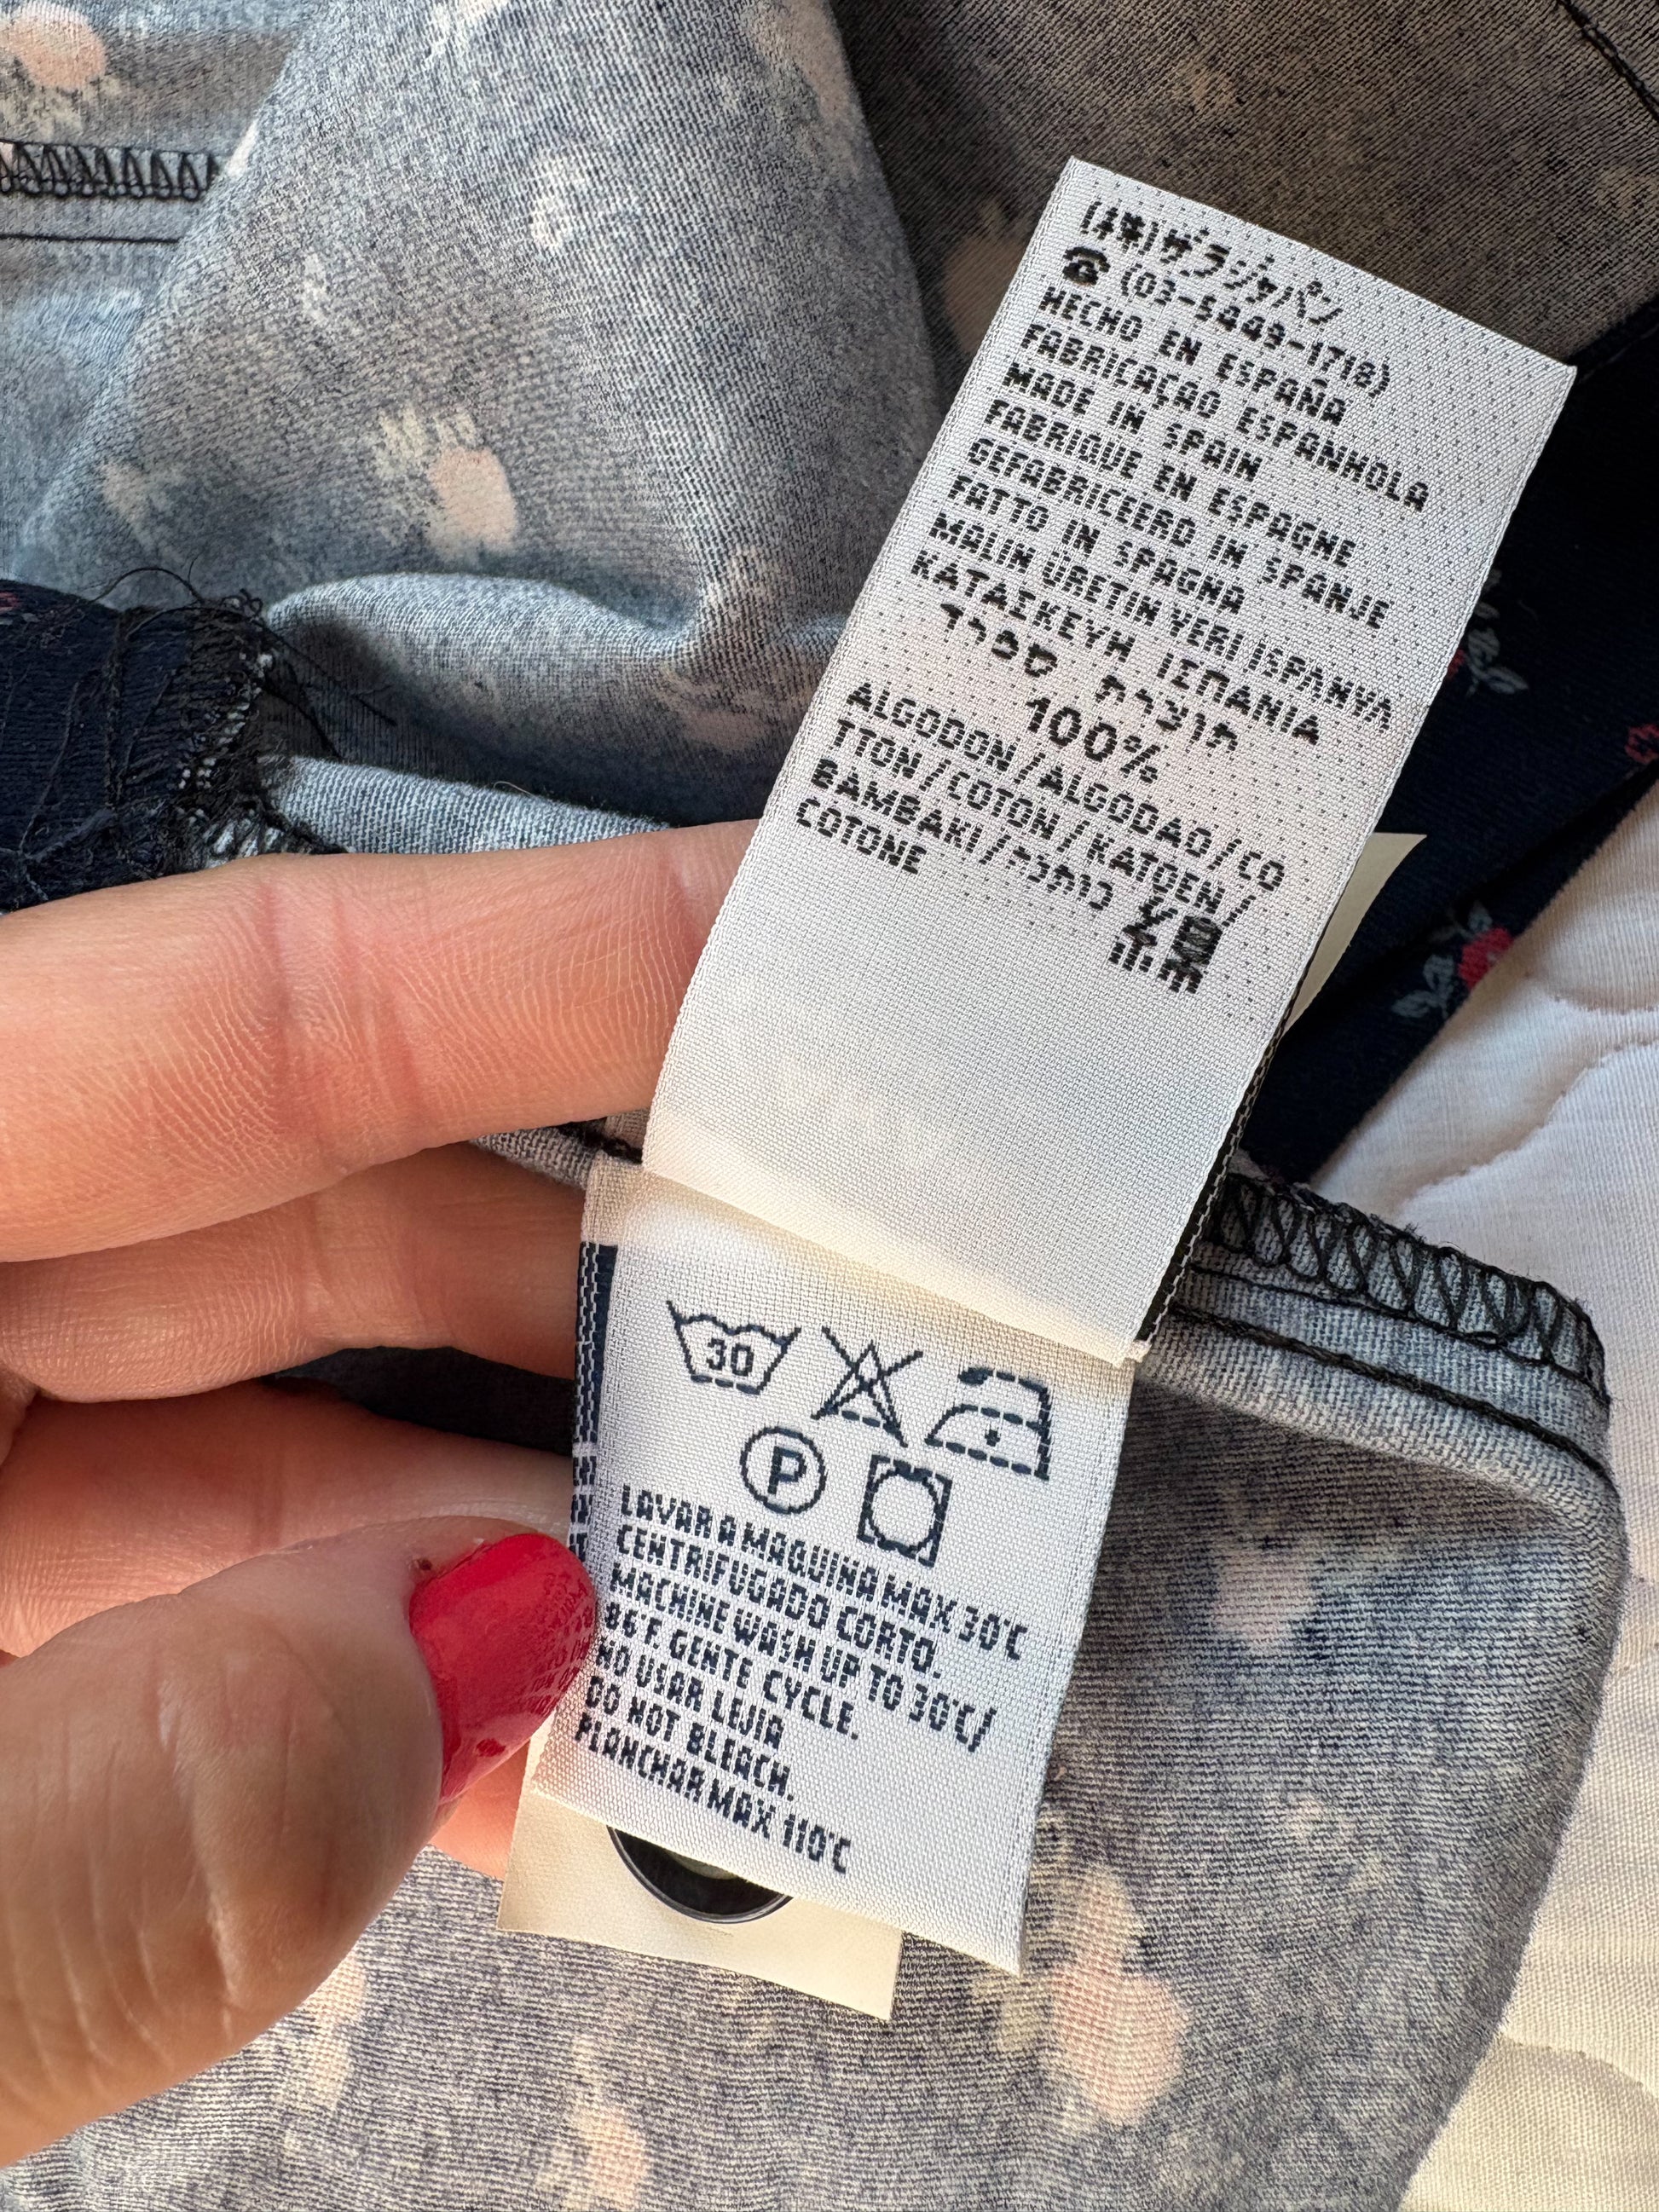 (株)ザラジャパン
☎(03-5449-1718)
HECHO EN ESPAÑA
FABRICAÇAO ESPANHOLA
MADE IN SPAIN
FABRIQUE EN ESPAGNE
GEFABRICEERD IN SPANJE
FATTO IN SPAGNA
MALIN ÜRETIN YERI ISPANYA
ΚΑΤΑΣΚΕΥΗ ΙΣΠΑΝΙΑ
תוצרת ספרד
100%
ALGODON/ALGODAO/CO
TTON/COTON/KATOEN/
BAMBAKI/כותנה
COTONE
30
P
LAVAR A MAQUINA MAX 30°C
CENTRIFUGADO CORTO.
MACHINE WASH UP TO 30°C/
86 F. GENTE CYCLE.
NO USAR LEJIA
DO NOT BLEACH.
PLANCHAR MAX 110°C